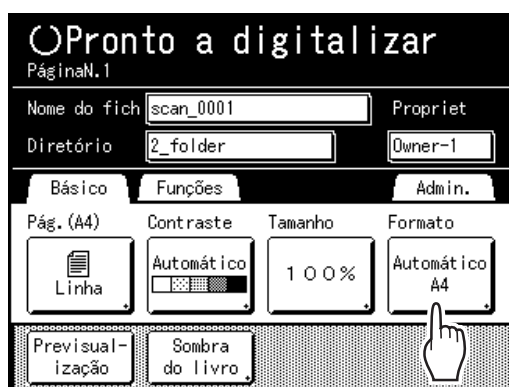 Pronto a digitalizar
PáginaN.1
Nome do fich scan_0001 Propriet
Diretório 2_folder Owner-1
Básico Funções Admin.
Pág.(A4) Contraste Tamanho Formato
Linha Automático 100% Automático
A4
Previsual-
ização
Sombra
do livro